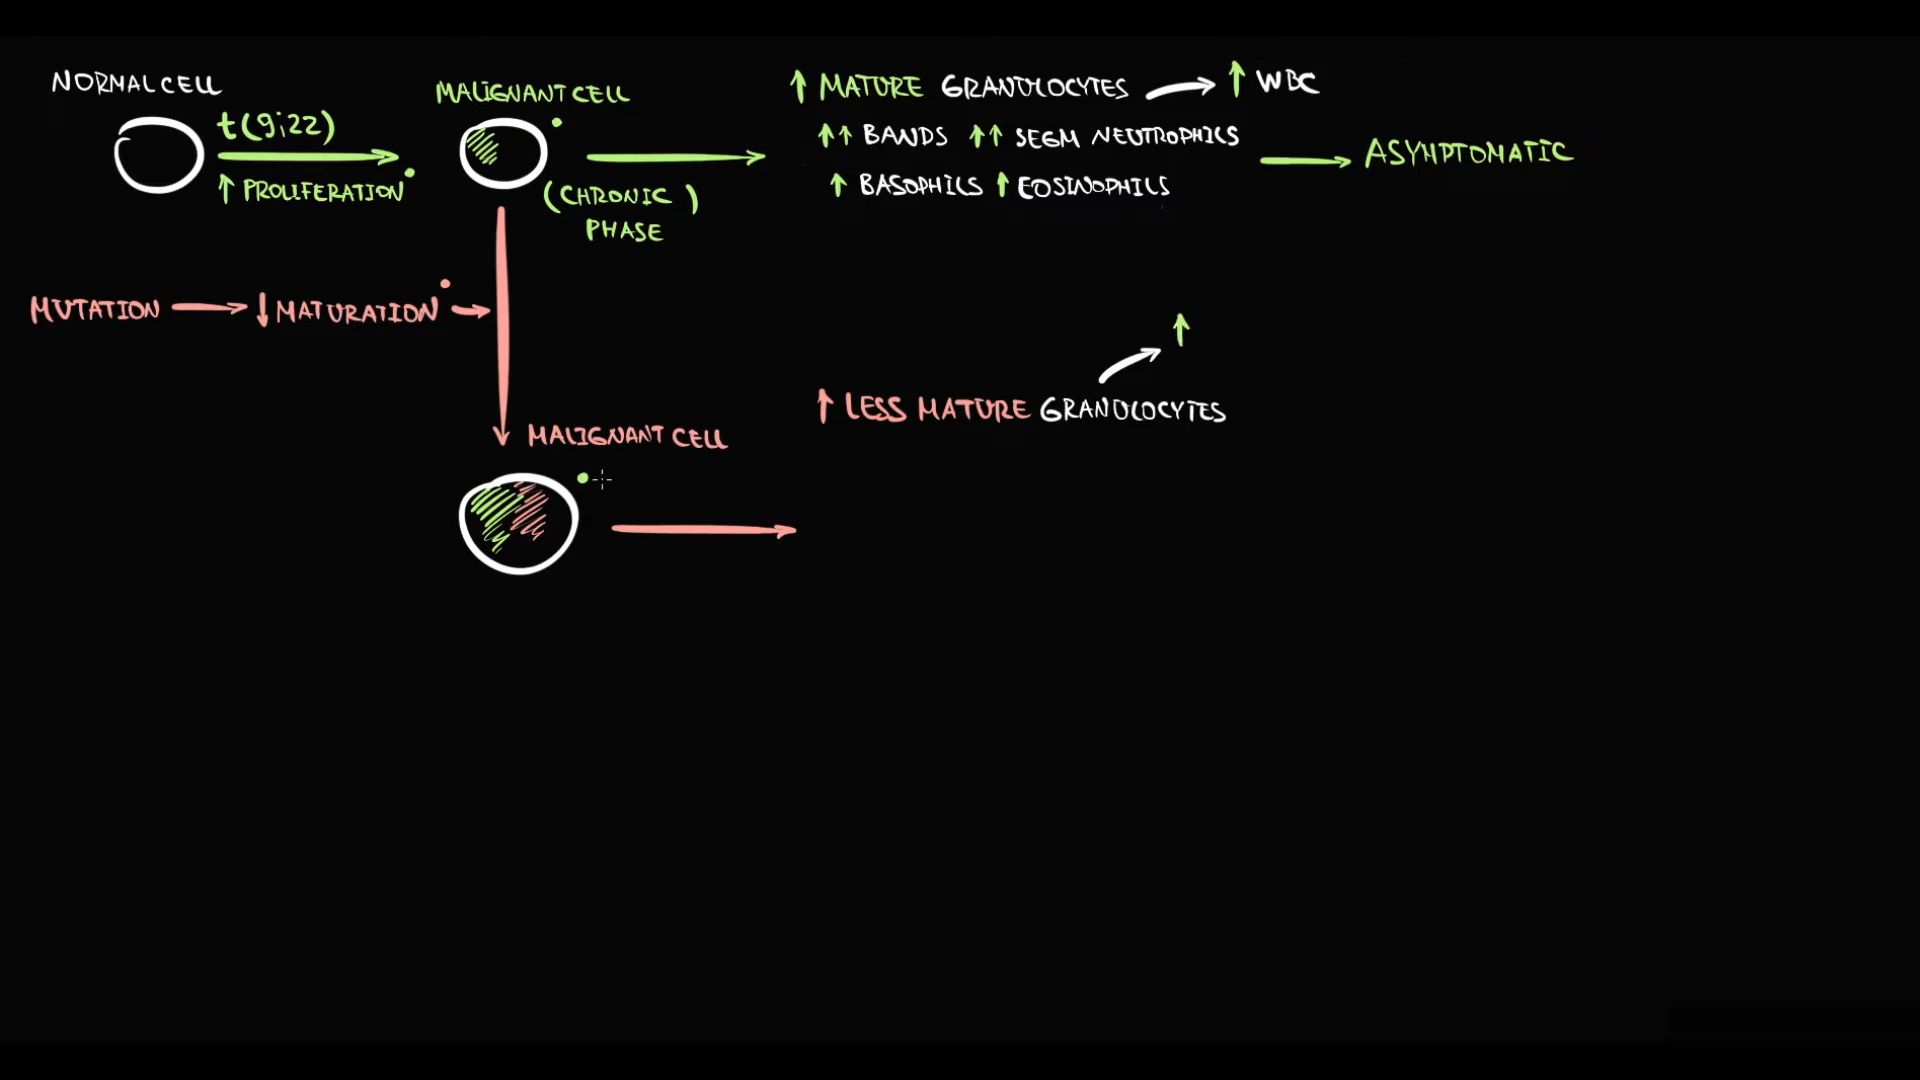 NORMAL CELL
t(9;22)
↑ PROLIFERATION
MALIGNANT CELL
(CHRONIC)
PHASE
↑ MATURE GRANULOCYTES → ↑ WBC
↑↑ BANDS ↑↑ SEGM NEUTROPHILS
↑ BASOPHILS ↑ EOSINOPHILS
→ ASYMPTOMATIC
MUTATION → ↓ MATURATION →
↑
↑ LESS MATURE GRANULOCYTES
MALIGNANT CELL